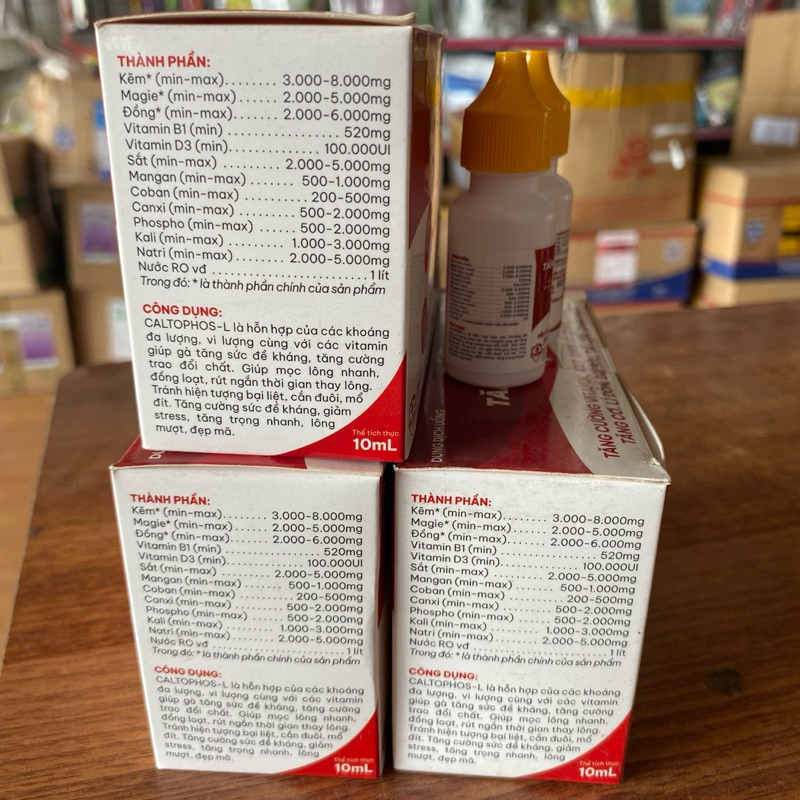 THÀNH PHẦN:
Kẽm* (min-max)........ 3.000-8.000mg
Magie* (min-max) ........ 2.000-5.000mg
Đồng* (min-max) ......... 2.000-6.000mg
Vitamin B1 (min) ................ 520mg
Vitamin D3 (min)............. 100.000UI
Sắt (min-max) ........... 2.000-5.000mg
Mangan (min-max) ....... 500-1.000mg
Coban (min-max) .......... 200-500mg
Canxi (min-max) .......... 500-2.000mg
Phospho (min-max) ....... 500-2.000mg
Kali (min-max) .......... 1.000-3.000mg
Natri (min-max) ......... 2.000-5.000mg
Nước RO vđ ...................... 1 lít
Trong đó: * là thành phần chính của sản phẩm
CÔNG DỤNG:
CALTOPHOS-L là hỗn hợp của các khoáng
đa lượng, vi lượng cùng với các vitamin
giúp gà tăng sức đề kháng, tăng cường
trao đổi chất. Giúp mọc lông nhanh,
đồng loạt, rút ngắn thời gian thay lông.
Tránh hiện tượng bại liệt, cắn đuôi, mổ
đít. Tăng cường sức đề kháng, giảm
stress, tăng trọng nhanh, lông
mượt, đẹp mã.
Thể tích thực
10mL
DUNG DỊCH UỐNG
TĂNG CƯỜNG
TĂNG CƠ,
THÀNH PHẦN:
Kẽm* (min-max)........ 3.000-8.000mg
Magie* (min-max) ........ 2.000-5.000mg
Đồng* (min-max) ......... 2.000-6.000mg
Vitamin B1 (min) ................ 520mg
Vitamin D3 (min) ............. 100.000UI
Sắt (min-max) ........... 2.000-5.000mg
Mangan (min-max) ....... 500-1.000mg
Coban (min-max) .......... 200-500mg
Canxi (min-max) .......... 500-2.000mg
Phospho (min-max) ....... 500-2.000mg
Kali (min-max) .......... 1.000-3.000mg
Natri (min-max) ......... 2.000-5.000mg
Nước RO vđ ...................... 1 lít
Trong đó: * là thành phần chính của sản phẩm
CÔNG DỤNG:
CALTOPHOS-L là hỗn hợp của các khoáng
đa lượng, vi lượng cùng với các vitamin
giúp gà tăng sức đề kháng, tăng cường
trao đổi chất. Giúp mọc lông nhanh,
đồng loạt, rút ngắn thời gian thay lông.
Tránh hiện tượng bại liệt, cắn đuôi, mổ
đít. Tăng cường sức đề kháng, giảm
stress, tăng trọng nhanh, lông
mượt, đẹp mã.
Thể tích thực
10mL
THÀNH PHẦN:
Kẽm* (min-max)........ 3.000-8.000mg
Magie* (min-max) ........ 2.000-5.000mg
Đồng* (min-max) ......... 2.000-6.000mg
Vitamin B1 (min) ................ 520mg
Vitamin D3 (min) ............. 100.000UI
Sắt (min-max) ........... 2.000-5.000mg
Mangan (min-max) ....... 500-1.000mg
Coban (min-max) .......... 200-500mg
Canxi (min-max) .......... 500-2.000mg
Phospho (min-max) ....... 500-2.000mg
Kali (min-max) .......... 1.000-3.000mg
Natri (min-max) ......... 2.000-5.000mg
Nước RO vđ ...................... 1 lít
Trong đó: * là thành phần chính của sản phẩm
CÔNG DỤNG:
CALTOPHOS-L là hỗn hợp của các khoáng
đa lượng, vi lượng cùng với các vitamin
giúp gà tăng sức đề kháng, tăng cường
trao đổi chất. Giúp mọc lông nhanh,
đồng loạt, rút ngắn thời gian thay lông.
Tránh hiện tượng bại liệt, cắn đuôi, mổ
đít. Tăng cường sức đề kháng, giảm
stress, tăng trọng nhanh, lông
mượt, đẹp mã.
Thể tích thực
10mL